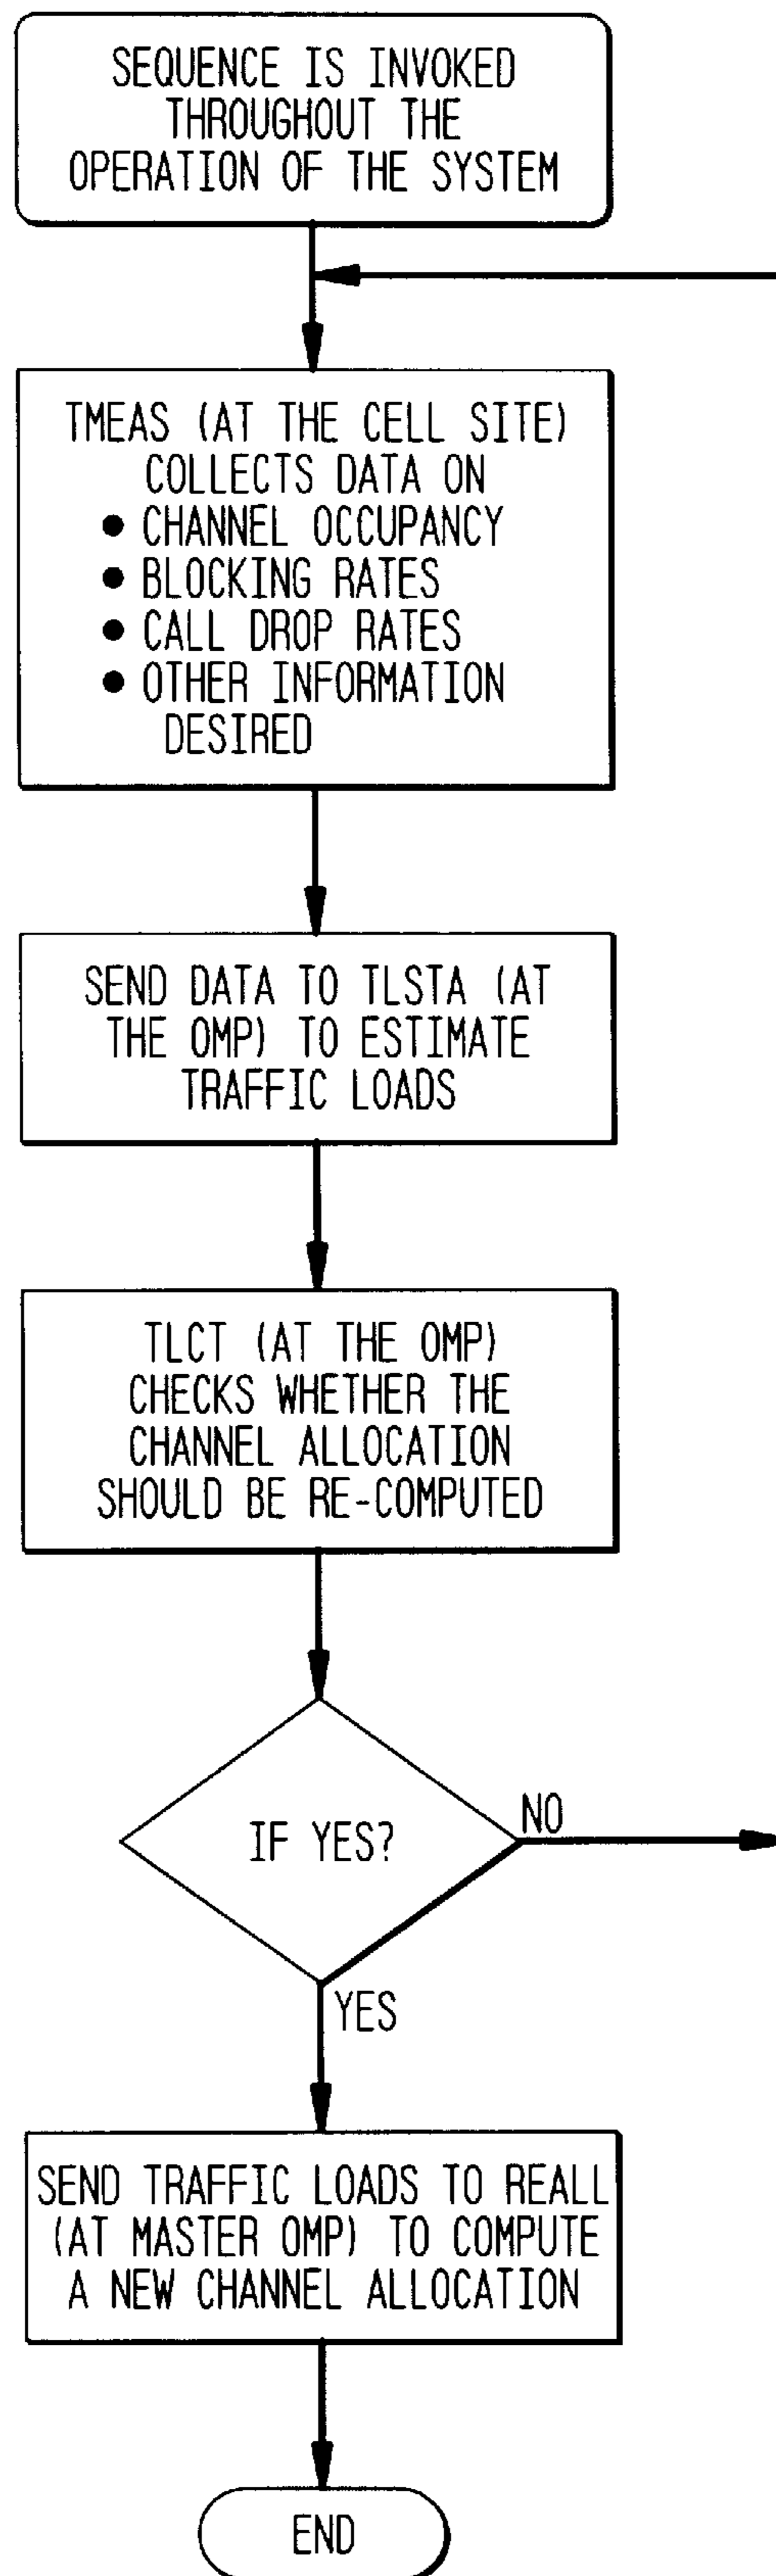 SEQUENCE IS INVOKED
THROUGHOUT THE
OPERATION OF THE SYSTEM
TMEAS (AT THE CELL SITE)
COLLECTS DATA ON
● CHANNEL OCCUPANCY
● BLOCKING RATES
● CALL DROP RATES
● OTHER INFORMATION
DESIRED
SEND DATA TO TLSTA (AT
THE OMP) TO ESTIMATE
TRAFFIC LOADS
TLCT (AT THE OMP)
CHECKS WHETHER THE
CHANNEL ALLOCATION
SHOULD BE RE-COMPUTED
IF YES?
NO
YES
SEND TRAFFIC LOADS TO REALL
(AT MASTER OMP) TO COMPUTE
A NEW CHANNEL ALLOCATION
END